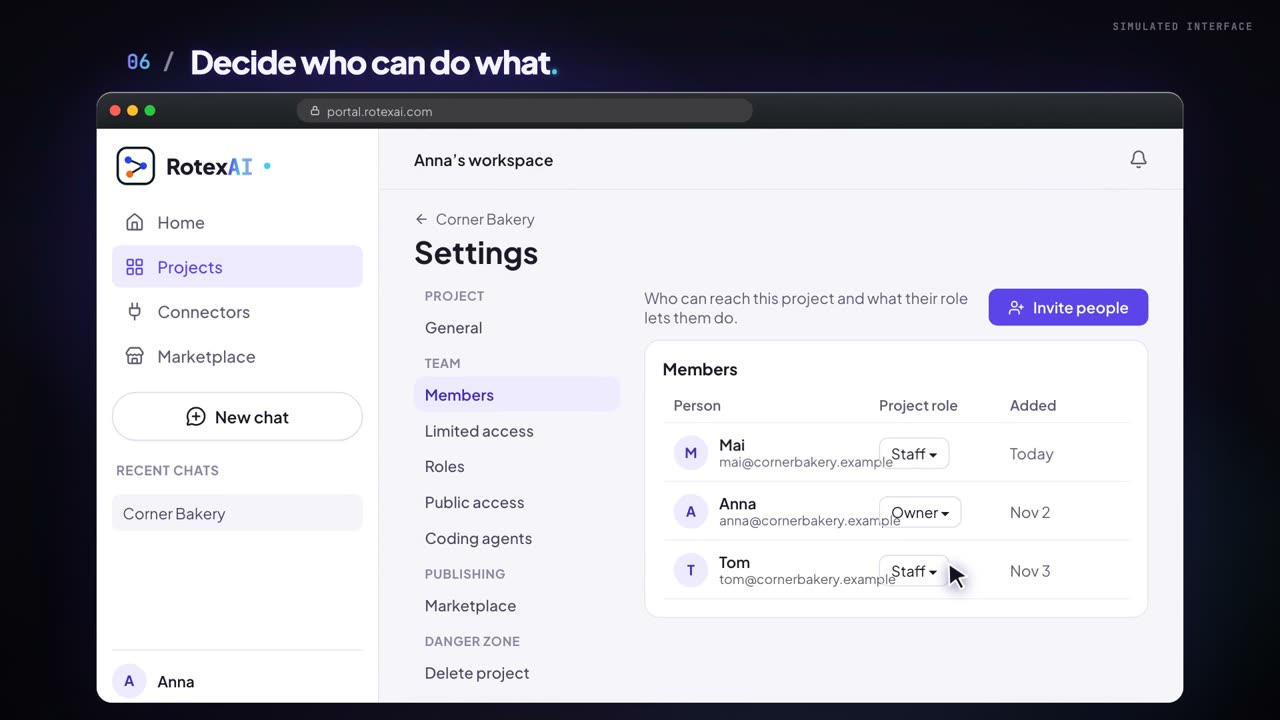 SIMULATED INTERFACE
06 / Decide who can do what.
portal.rotexai.com
RotexAI
Home
Projects
Connectors
Marketplace
New chat
RECENT CHATS
Corner Bakery
A Anna
Anna's workspace
Corner Bakery
Settings
PROJECT
General
TEAM
Members
Limited access
Roles
Public access
Coding agents
PUBLISHING
Marketplace
DANGER ZONE
Delete project
Who can reach this project and what their role
lets them do.
Invite people
Members
Person Project role Added
M Mai Staff Today
mai@cornerbakery.example
A Anna Owner Nov 2
anna@cornerbakery.example
T Tom Staff Nov 3
tom@cornerbakery.example